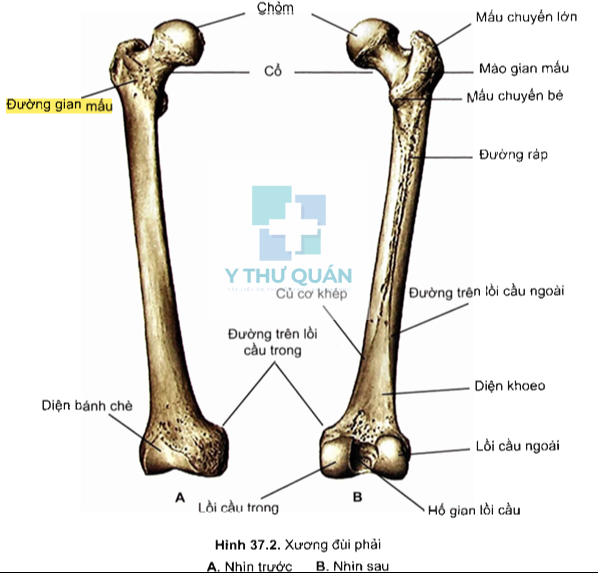 Chỏm
Mấu chuyển lớn
Cổ
Mào gian mấu
Đường gian mấu
Mấu chuyển bé
Đường ráp
Y THƯ QUÁN
Củ cơ khép
Đường trên lồi cầu ngoài
Đường trên lồi
cầu trong
Diện khoeo
Diện bánh chè
Lồi cầu ngoài
A
B
Lồi cầu trong
Hố gian lồi cầu
Hình 37.2. Xương đùi phải
A. Nhìn trước B. Nhìn sau